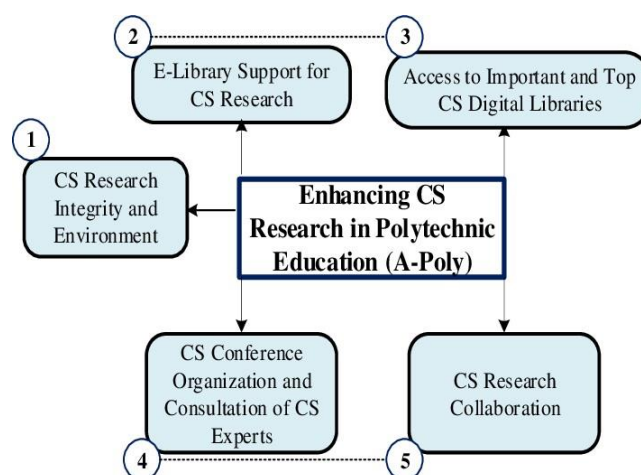 2
3
E-Library Support for
CS Research
Access to Important and Top
CS Digital Libraries
1
CS Research
Integrity and
Environment
Enhancing CS
Research in Polytechnic
Education (A-Poly)
CS Conference
Organization and
Consultation of CS
Experts
CS Research
Collaboration
4
5